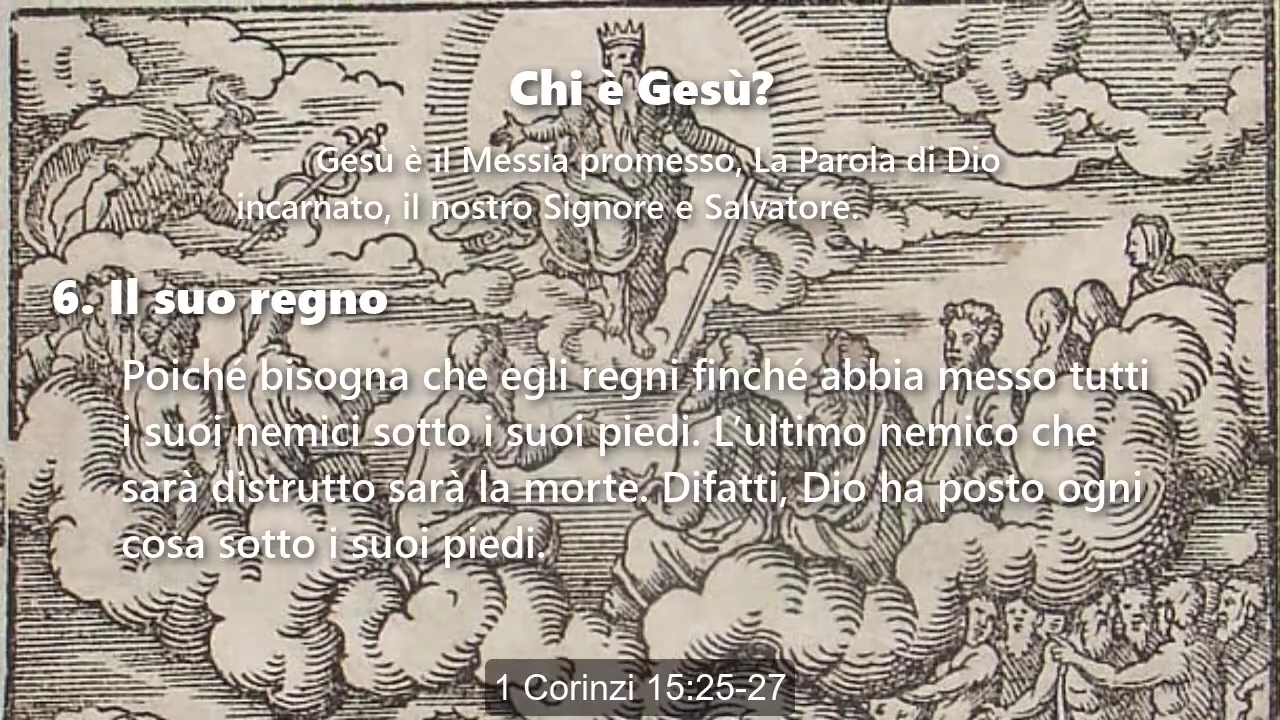 Chi è Gesù?
Gesù è il Messia promesso, La Parola di Dio
incarnato, il nostro Signore e Salvatore.
6. Il suo regno
Poiché bisogna che egli regni finché abbia messo tutti
i suoi nemici sotto i suoi piedi. L’ultimo nemico che
sarà distrutto sarà la morte. Difatti, Dio ha posto ogni
cosa sotto i suoi piedi.
1 Corinzi 15:25-27